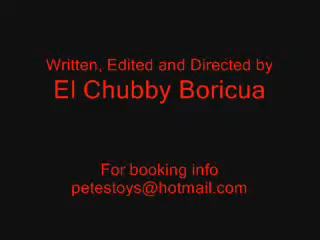 Written, Edited and Directed by
El Chubby Boricua
For booking info
petestoys@hotmail.com